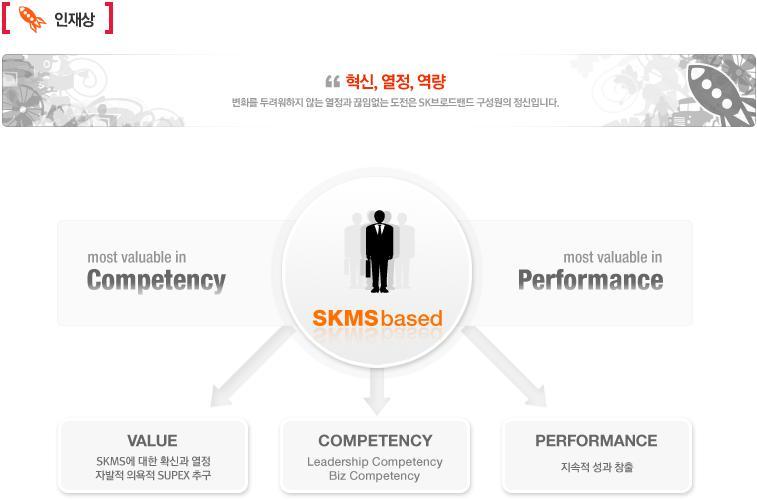 인재상
“ 혁신, 열정, 역량
변화를 두려워하지 않는 열정과 끊임없는 도전은 SK브로드밴드 구성원의 정신입니다.
most valuable in
Competency
SKMS based
most valuable in
Performance
VALUE
SKMS에 대한 확신과 열정
자발적 의욕적 SUPEX 추구
COMPETENCY
Leadership Competency
Biz Competency
PERFORMANCE
지속적 성과 창출